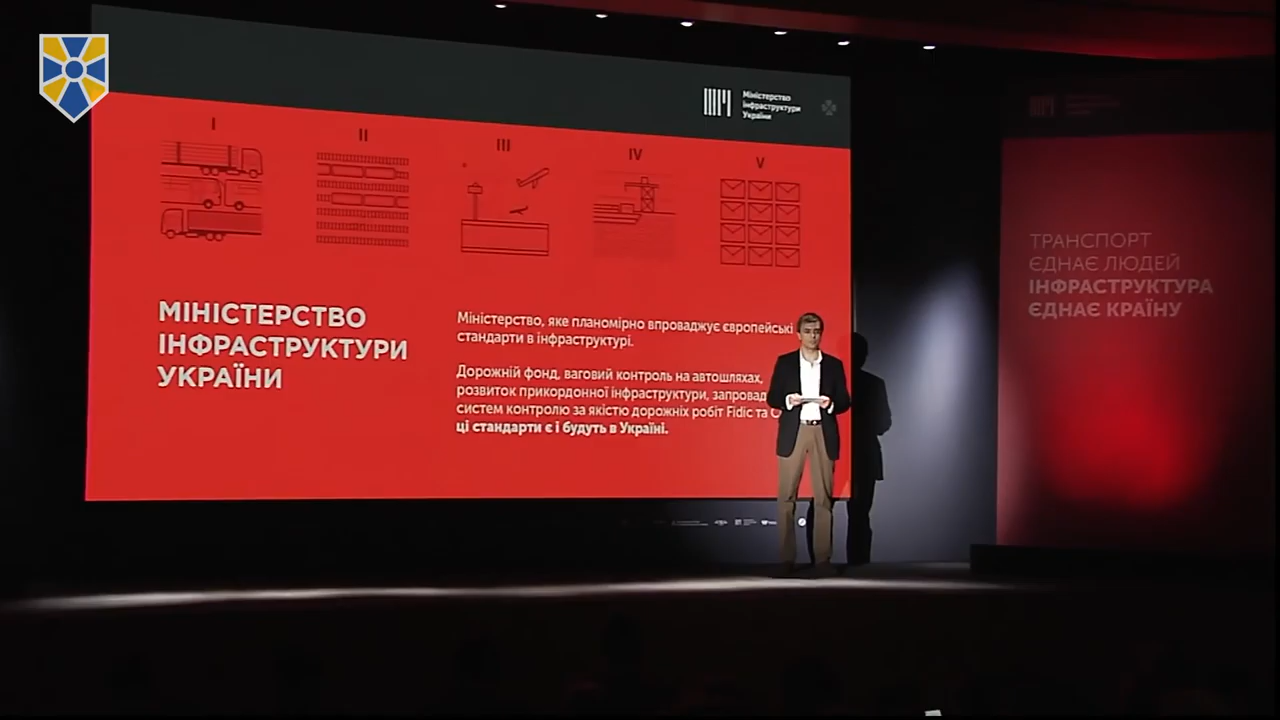 Міністерство
інфраструктури
України
I
II
III
IV
V
МІНІСТЕРСТВО
ІНФРАСТРУКТУРИ
УКРАЇНИ
Міністерство, яке планомірно впроваджує європейські
стандарти в інфраструктурі.
Дорожній фонд, ваговий контроль на автошляхах,
розвиток прикордонної інфраструктури,
систем контролю за якістю дорожніх робіт Fidic та
ці стандарти є і будуть в Україні.
ТРАНСПОРТ
ЄДНАЄ ЛЮДЕЙ
ІНФРАСТРУКТУРА
ЄДНАЄ КРАЇНУ